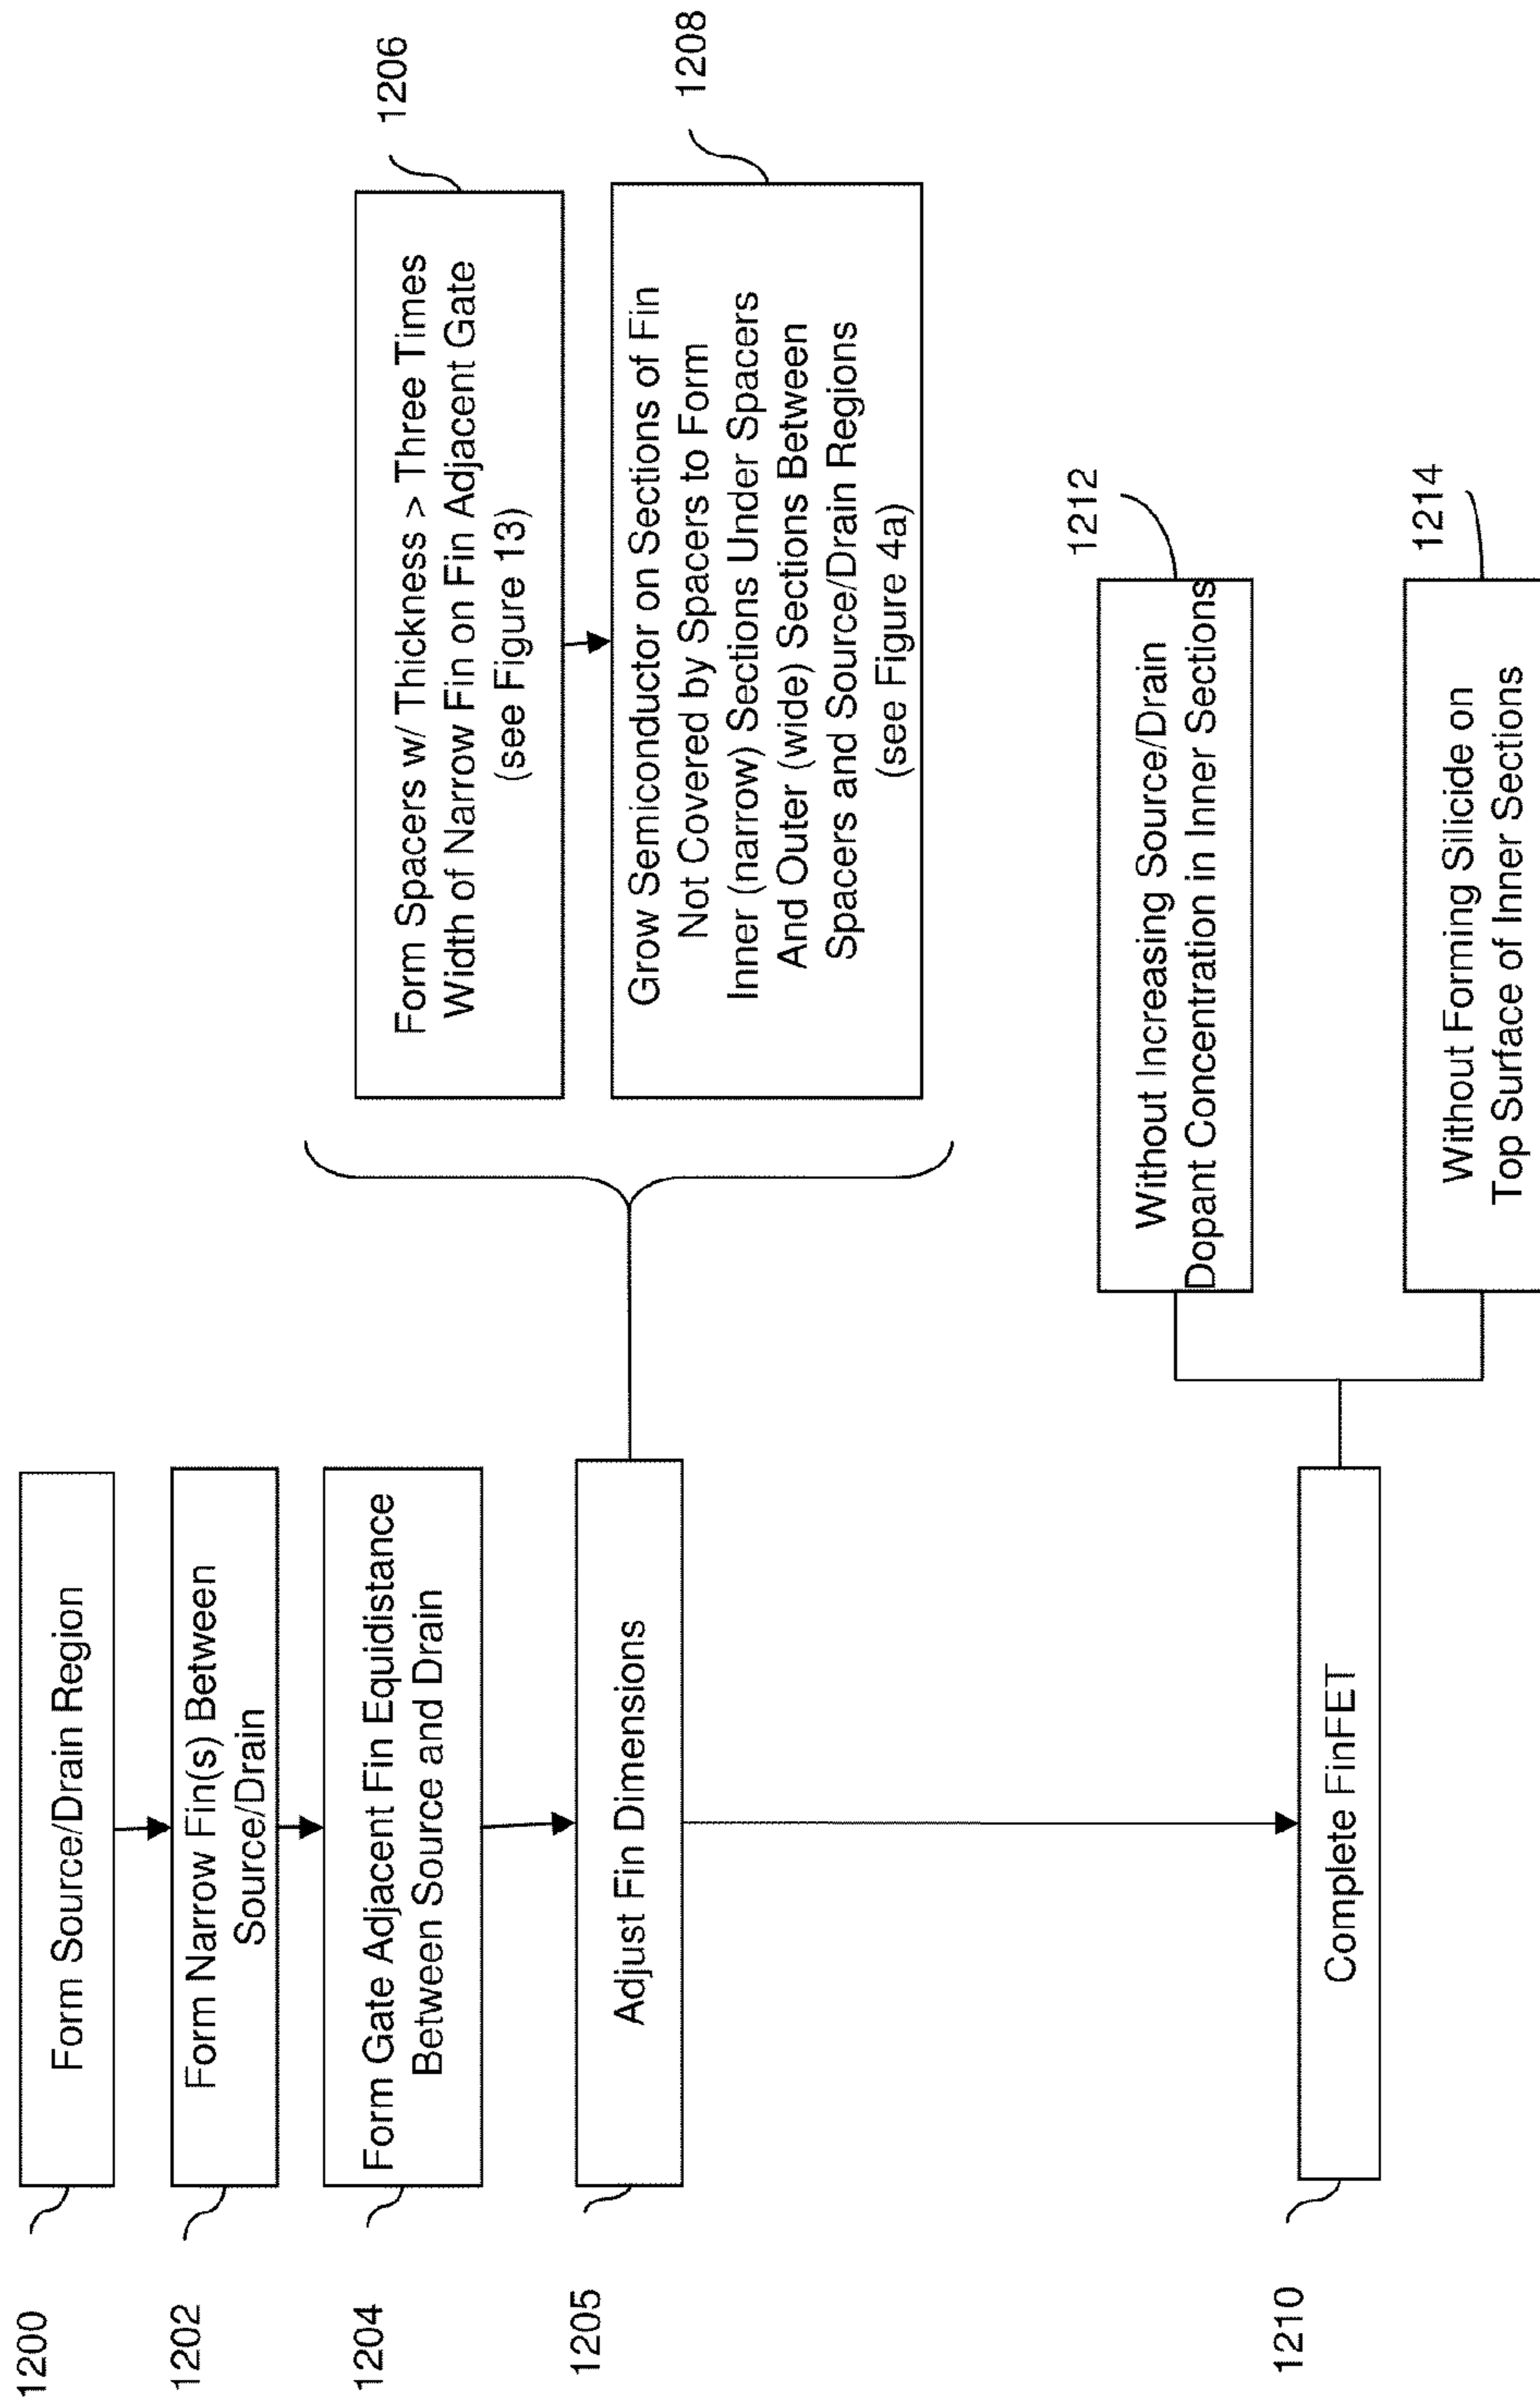 1200
Form Source/Drain Region
1202
Form Narrow Fin(s) Between
Source/Drain
1204
Form Gate Adjacent Fin Equidistance
Between Source and Drain
1205
Adjust Fin Dimensions
1206
Form Spacers w/ Thickness > Three Times
Width of Narrow Fin on Fin Adjacent Gate
(see Figure 13)
1208
Grow Semiconductor on Sections of Fin
Not Covered by Spacers to Form
Inner (narrow) Sections Under Spacers
And Outer (wide) Sections Between
Spacers and Source/Drain Regions
(see Figure 4a)
1210
Complete FinFET
1212
Without Increasing Source/Drain
Dopant Concentration in Inner Sections
1214
Without Forming Silicide on
Top Surface of Inner Sections